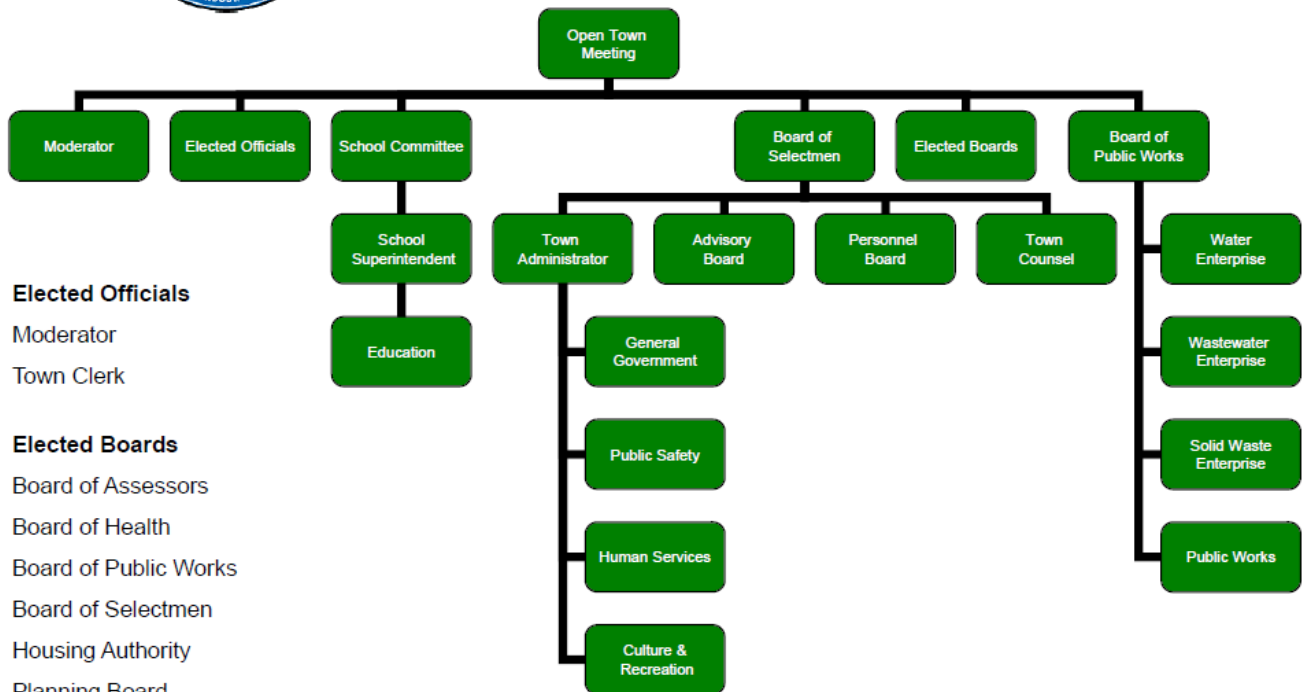 Open Town
Meeting
Moderator
Elected Officials
School Committee
Board of
Selectmen
Elected Boards
Board of
Public Works
School
Superintendent
Town
Administrator
Advisory
Board
Personnel
Board
Town
Counsel
Water
Enterprise
Education
General
Government
Wastewater
Enterprise
Public Safety
Solid Waste
Enterprise
Human Services
Public Works
Culture &
Recreation
Elected Officials
Moderator
Town Clerk
Elected Boards
Board of Assessors
Board of Health
Board of Public Works
Board of Selectmen
Housing Authority
Planning Board